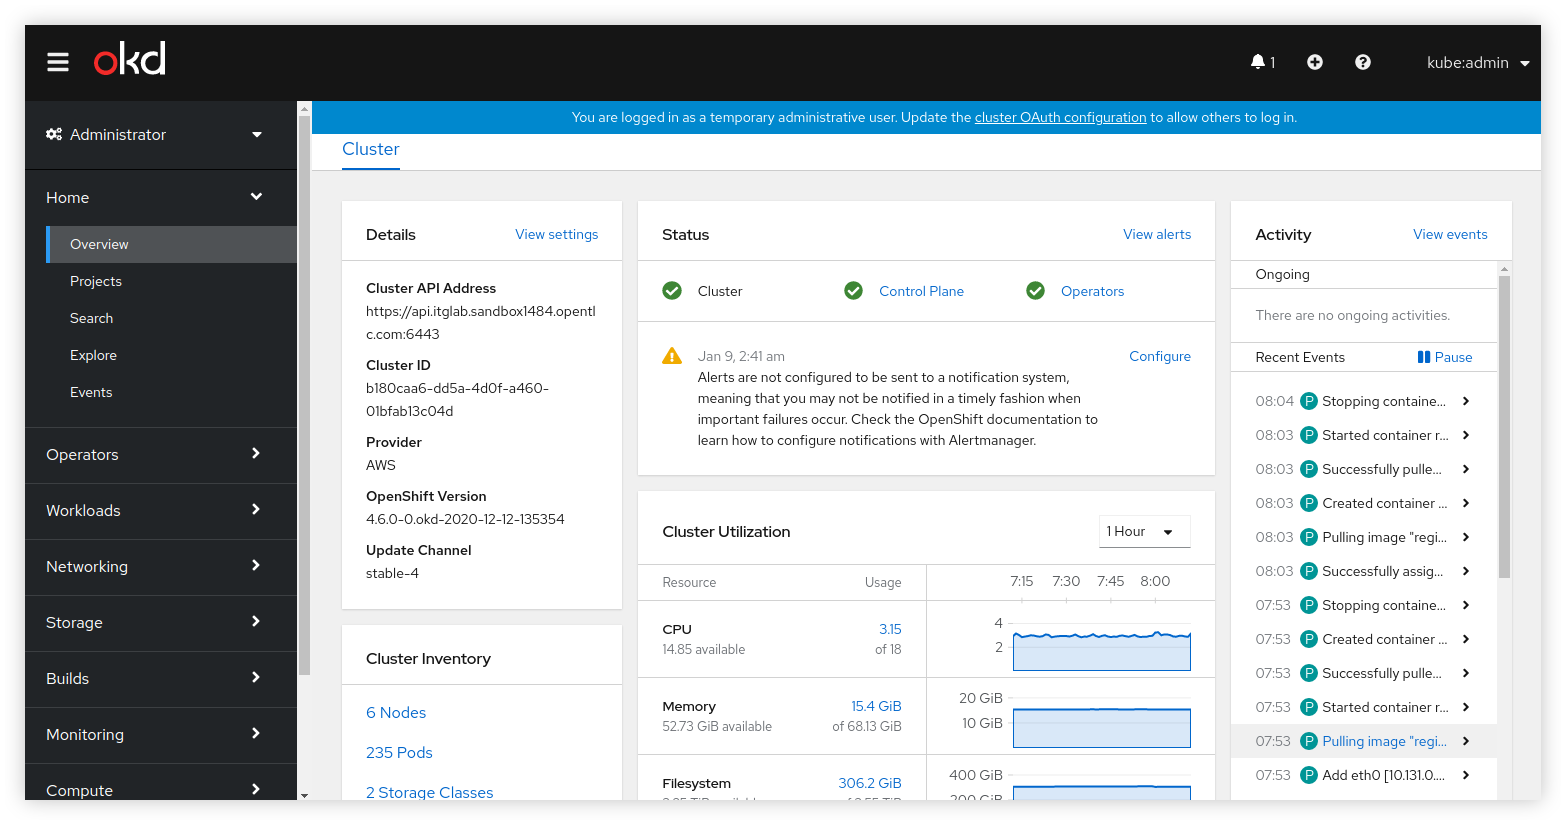 okd
1
kube:admin
Administrator
Home
Overview
Projects
Search
Explore
Events
Operators
Workloads
Networking
Storage
Builds
Monitoring
Compute
You are logged in as a temporary administrative user. Update the cluster OAuth configuration to allow others to log in.
Cluster
Details
View settings
Cluster API Address
https://api.itglab.sandbox1484.opentl
c.com:6443
Cluster ID
b180caa6-dd5a-4d0f-a460-
01bfab13c04d
Provider
AWS
OpenShift Version
4.6.0-0.okd-2020-12-12-135354
Update Channel
stable-4
Cluster Inventory
6 Nodes
235 Pods
2 Storage Classes
Status
View alerts
Cluster
Control Plane
Operators
Jan 9, 2:41 am
Configure
Alerts are not configured to be sent to a notification system,
meaning that you may not be notified in a timely fashion when
important failures occur. Check the OpenShift documentation to
learn how to configure notifications with Alertmanager.
Cluster Utilization
1 Hour
Resource Usage
7:15 7:30 7:45 8:00
CPU 3.15
14.85 available of 18
4
2
Memory 15.4 GiB
52.73 GiB available of 68.13 GiB
20 GiB
10 GiB
Filesystem 306.2 GiB
400 GiB
Activity
View events
Ongoing
There are no ongoing activities.
Recent Events
Pause
08:04 P Stopping containe...
08:03 P Started container r...
08:03 P Successfully pulle...
08:03 P Created container ...
08:03 P Pulling image "regi...
08:03 P Successfully assig...
07:53 P Stopping containe...
07:53 P Created container ...
07:53 P Successfully pulle...
07:53 P Started container r...
07:53 P Pulling image "regi...
07:53 P Add eth0 [10.131.0....